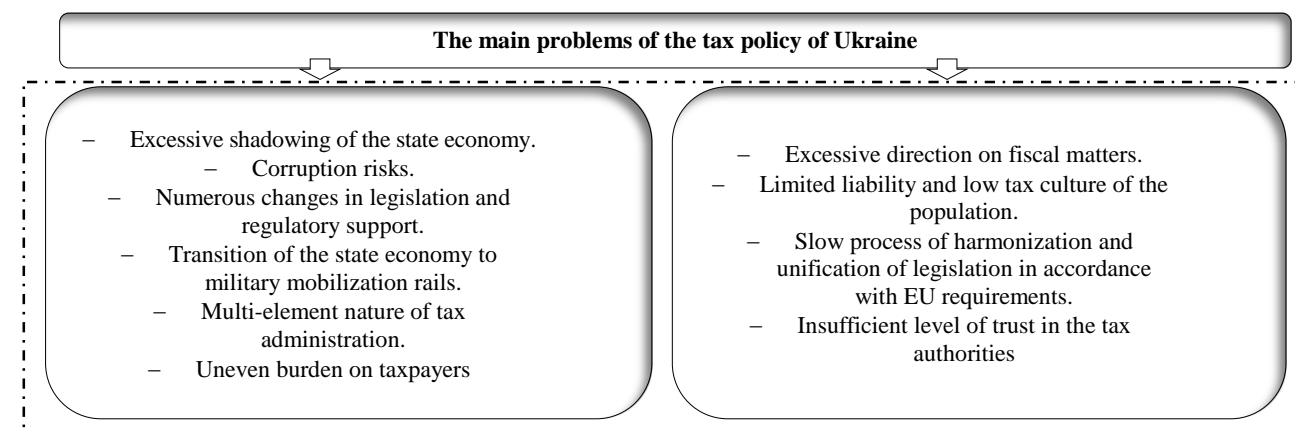 The main problems of the tax policy of Ukraine
– Excessive shadowing of the state economy.
– Corruption risks.
– Numerous changes in legislation and
regulatory support.
– Transition of the state economy to
military mobilization rails.
– Multi-element nature of tax
administration.
– Uneven burden on taxpayers
– Excessive direction on fiscal matters.
– Limited liability and low tax culture of the
population.
– Slow process of harmonization and
unification of legislation in accordance
with EU requirements.
– Insufficient level of trust in the tax
authorities